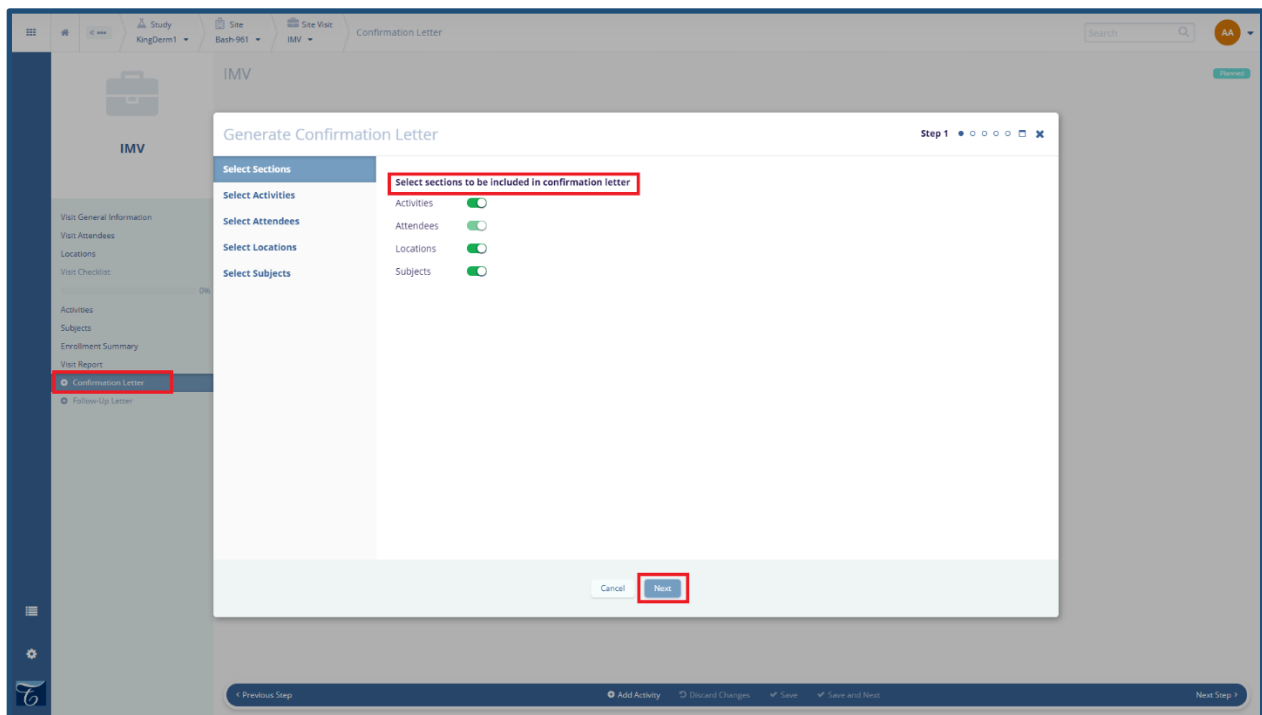 Study
KingDerm1
Site
Bash-961
Site Visit
IMV
Confirmation Letter
Search
AA
IMV
Planned
IMV
Visit General Information
Visit Attendees
Locations
Visit Checklist
0%
Activities
Subjects
Enrollment Summary
Visit Report
Confirmation Letter
Follow-Up Letter
Generate Confirmation Letter
Step 1
Select Sections
Select Activities
Select Attendees
Select Locations
Select Subjects
Select sections to be included in confirmation letter
Activities
Attendees
Locations
Subjects
Cancel
Next
< Previous Step
Add Activity
Discard Changes
Save
Save and Next
Next Step >